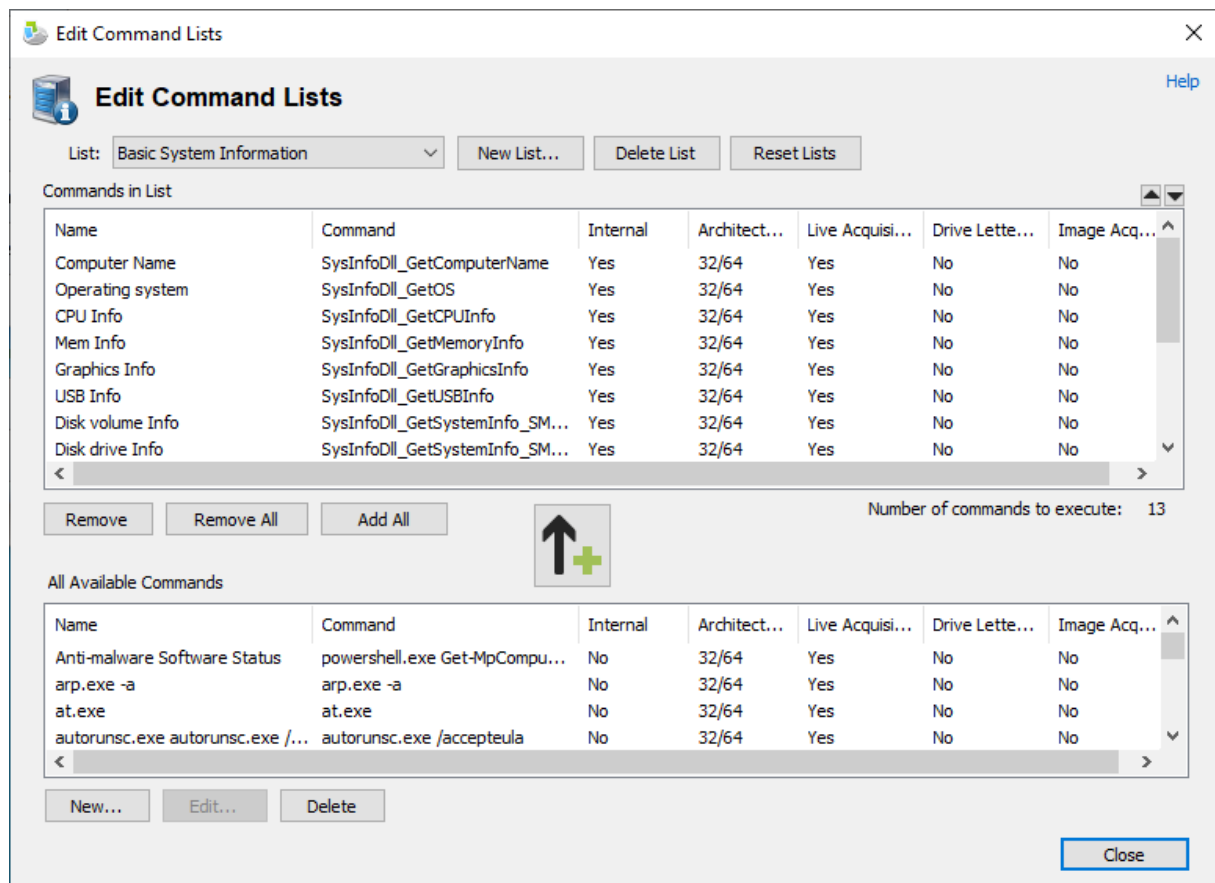 Edit Command Lists
Help
Edit Command Lists
List: Basic System Information New List... Delete List Reset Lists
Commands in List
Name Command Internal Architect... Live Acquisi... Drive Lette... Image Acq...
Computer Name SysInfoDll_GetComputerName Yes 32/64 Yes No No
Operating system SysInfoDll_GetOS Yes 32/64 Yes No No
CPU Info SysInfoDll_GetCPUInfo Yes 32/64 Yes No No
Mem Info SysInfoDll_GetMemoryInfo Yes 32/64 Yes No No
Graphics Info SysInfoDll_GetGraphicsInfo Yes 32/64 Yes No No
USB Info SysInfoDll_GetUSBInfo Yes 32/64 Yes No No
Disk volume Info SysInfoDll_GetSystemInfo_SM... Yes 32/64 Yes No No
Disk drive Info SysInfoDll_GetSystemInfo_SM... Yes 32/64 Yes No No
Remove Remove All Add All Number of commands to execute: 13
All Available Commands
Name Command Internal Architect... Live Acquisi... Drive Lette... Image Acq...
Anti-malware Software Status powershell.exe Get-MpCompu... No 32/64 Yes No No
arp.exe -a arp.exe -a No 32/64 Yes No No
at.exe at.exe No 32/64 Yes No No
autorunsc.exe autorunsc.exe /... autorunsc.exe /accepteula No 32/64 Yes No No
New... Edit... Delete
Close